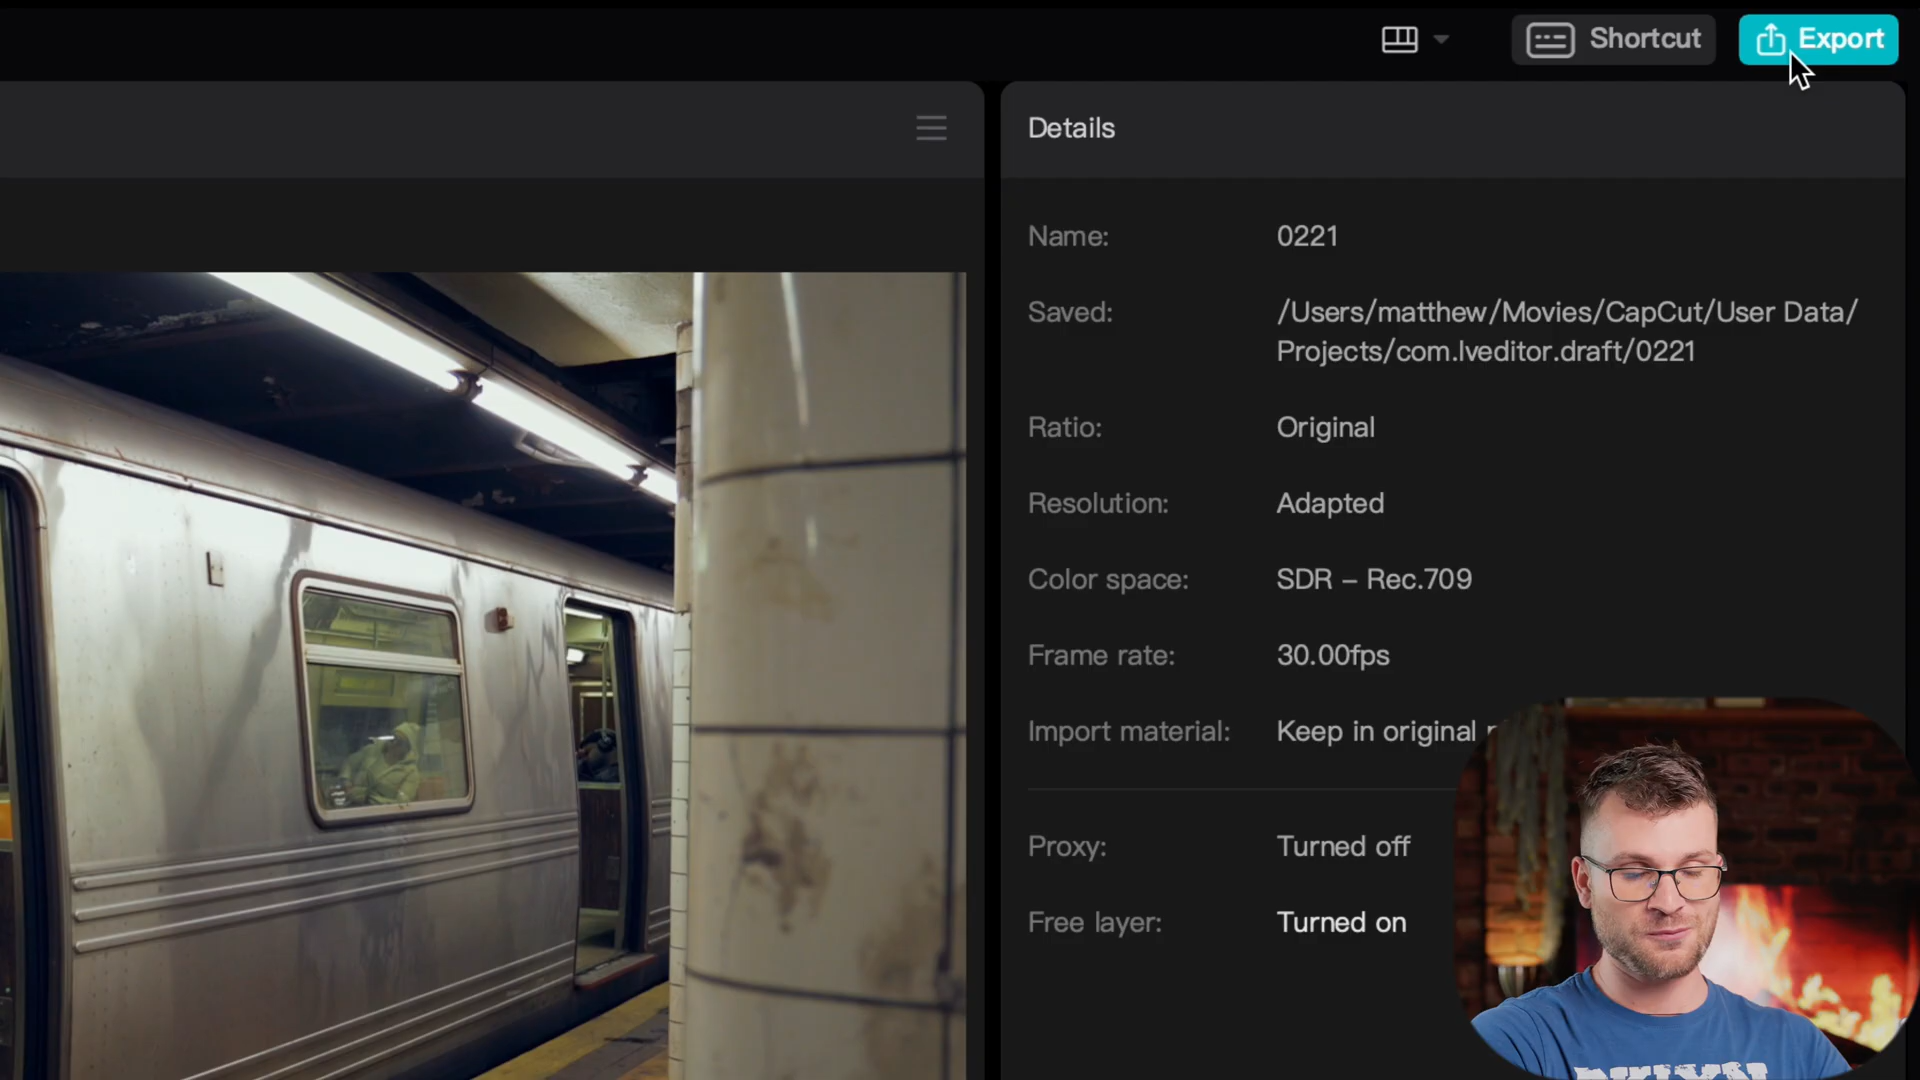 Shortcut
Export
Details
Name: 0221
Saved: /Users/matthew/Movies/CapCut/User Data/
Projects/com.lveditor.draft/0221
Ratio: Original
Resolution: Adapted
Color space: SDR – Rec.709
Frame rate: 30.00fps
Import material: Keep in original
Proxy: Turned off
Free layer: Turned on